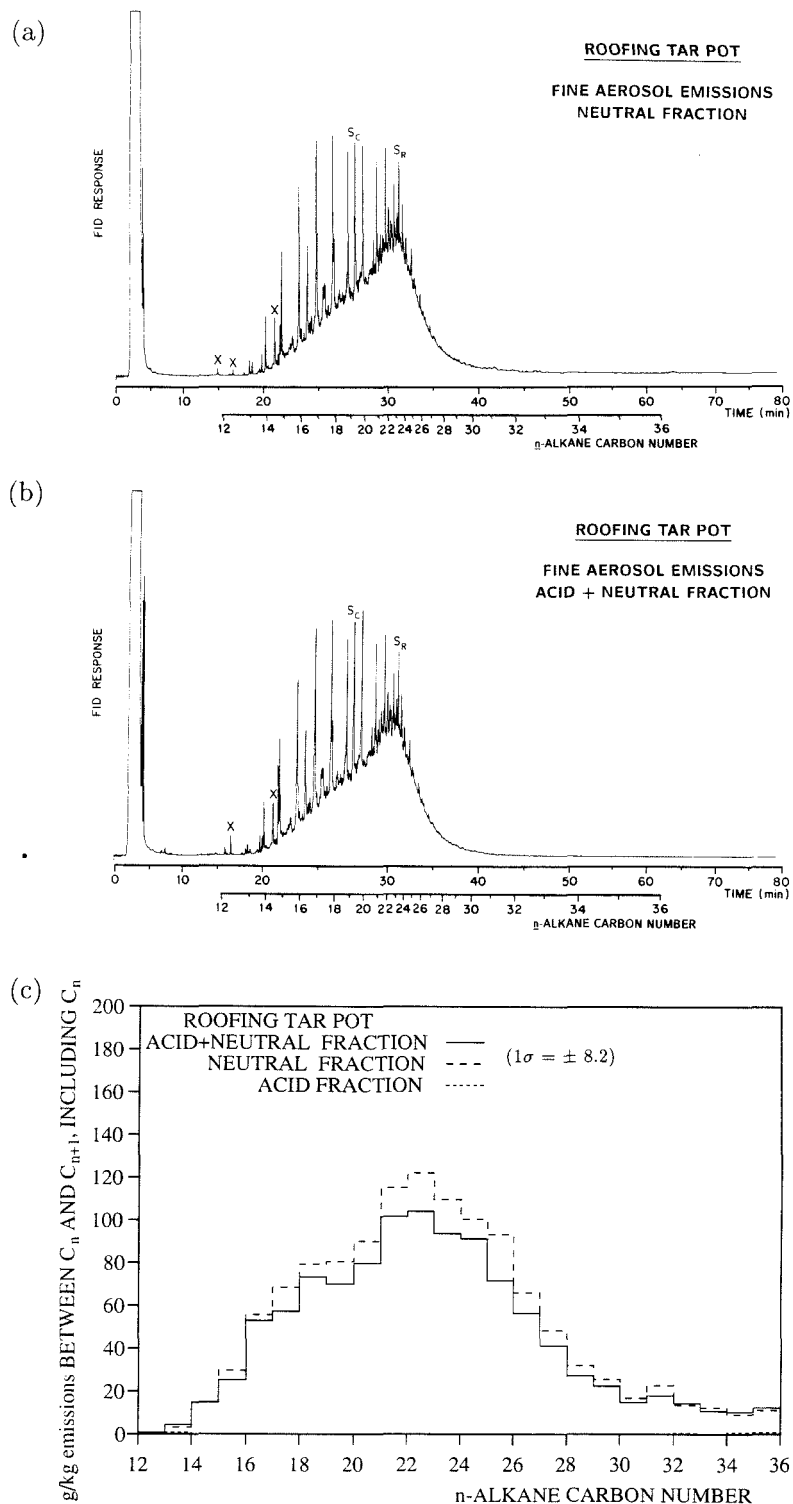 (a)
ROOFING TAR POT
FINE AEROSOL EMISSIONS
NEUTRAL FRACTION
FID RESPONSE
S_C
S_R
X X X
0 10 20 30 40 50 60 70 80
TIME (min)
12 14 16 18 20 22 24 26 28 30 32 34 36
n-ALKANE CARBON NUMBER
(b)
ROOFING TAR POT
FINE AEROSOL EMISSIONS
ACID + NEUTRAL FRACTION
FID RESPONSE
S_C
S_R
X X
0 10 20 30 40 50 60 70 80
TIME (min)
12 14 16 18 20 22 24 26 28 30 32 34 36
n-ALKANE CARBON NUMBER
(c)
g/kg emissions BETWEEN C_n AND C_{n+1}, INCLUDING C_n
200
180
160
140
120
100
80
60
40
20
0
ROOFING TAR POT
ACID+NEUTRAL FRACTION
NEUTRAL FRACTION
ACID FRACTION
(1σ = ± 8.2)
12 14 16 18 20 22 24 26 28 30 32 34 36
n-ALKANE CARBON NUMBER